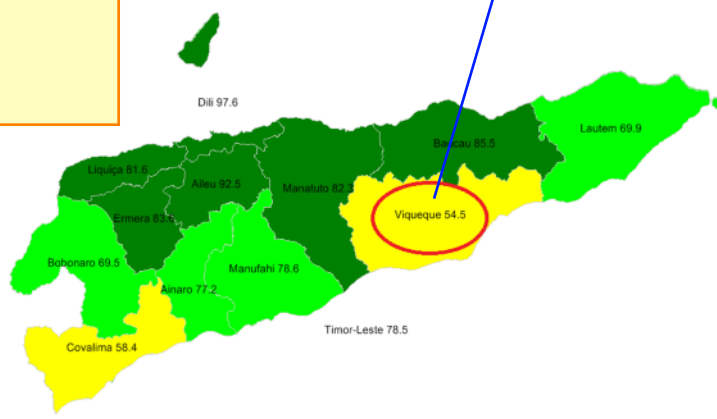 Dili 97.6
Lautem 69.9
Baucau 85.5
Liquiça 81.6
Aileu 92.5
Manatuto 82.3
Ermera 83.6
Viqueque 54.5
Bobonaro 69.5
Manufahi 78.6
Ainaro 77.2
Timor-Leste 78.5
Covalima 58.4